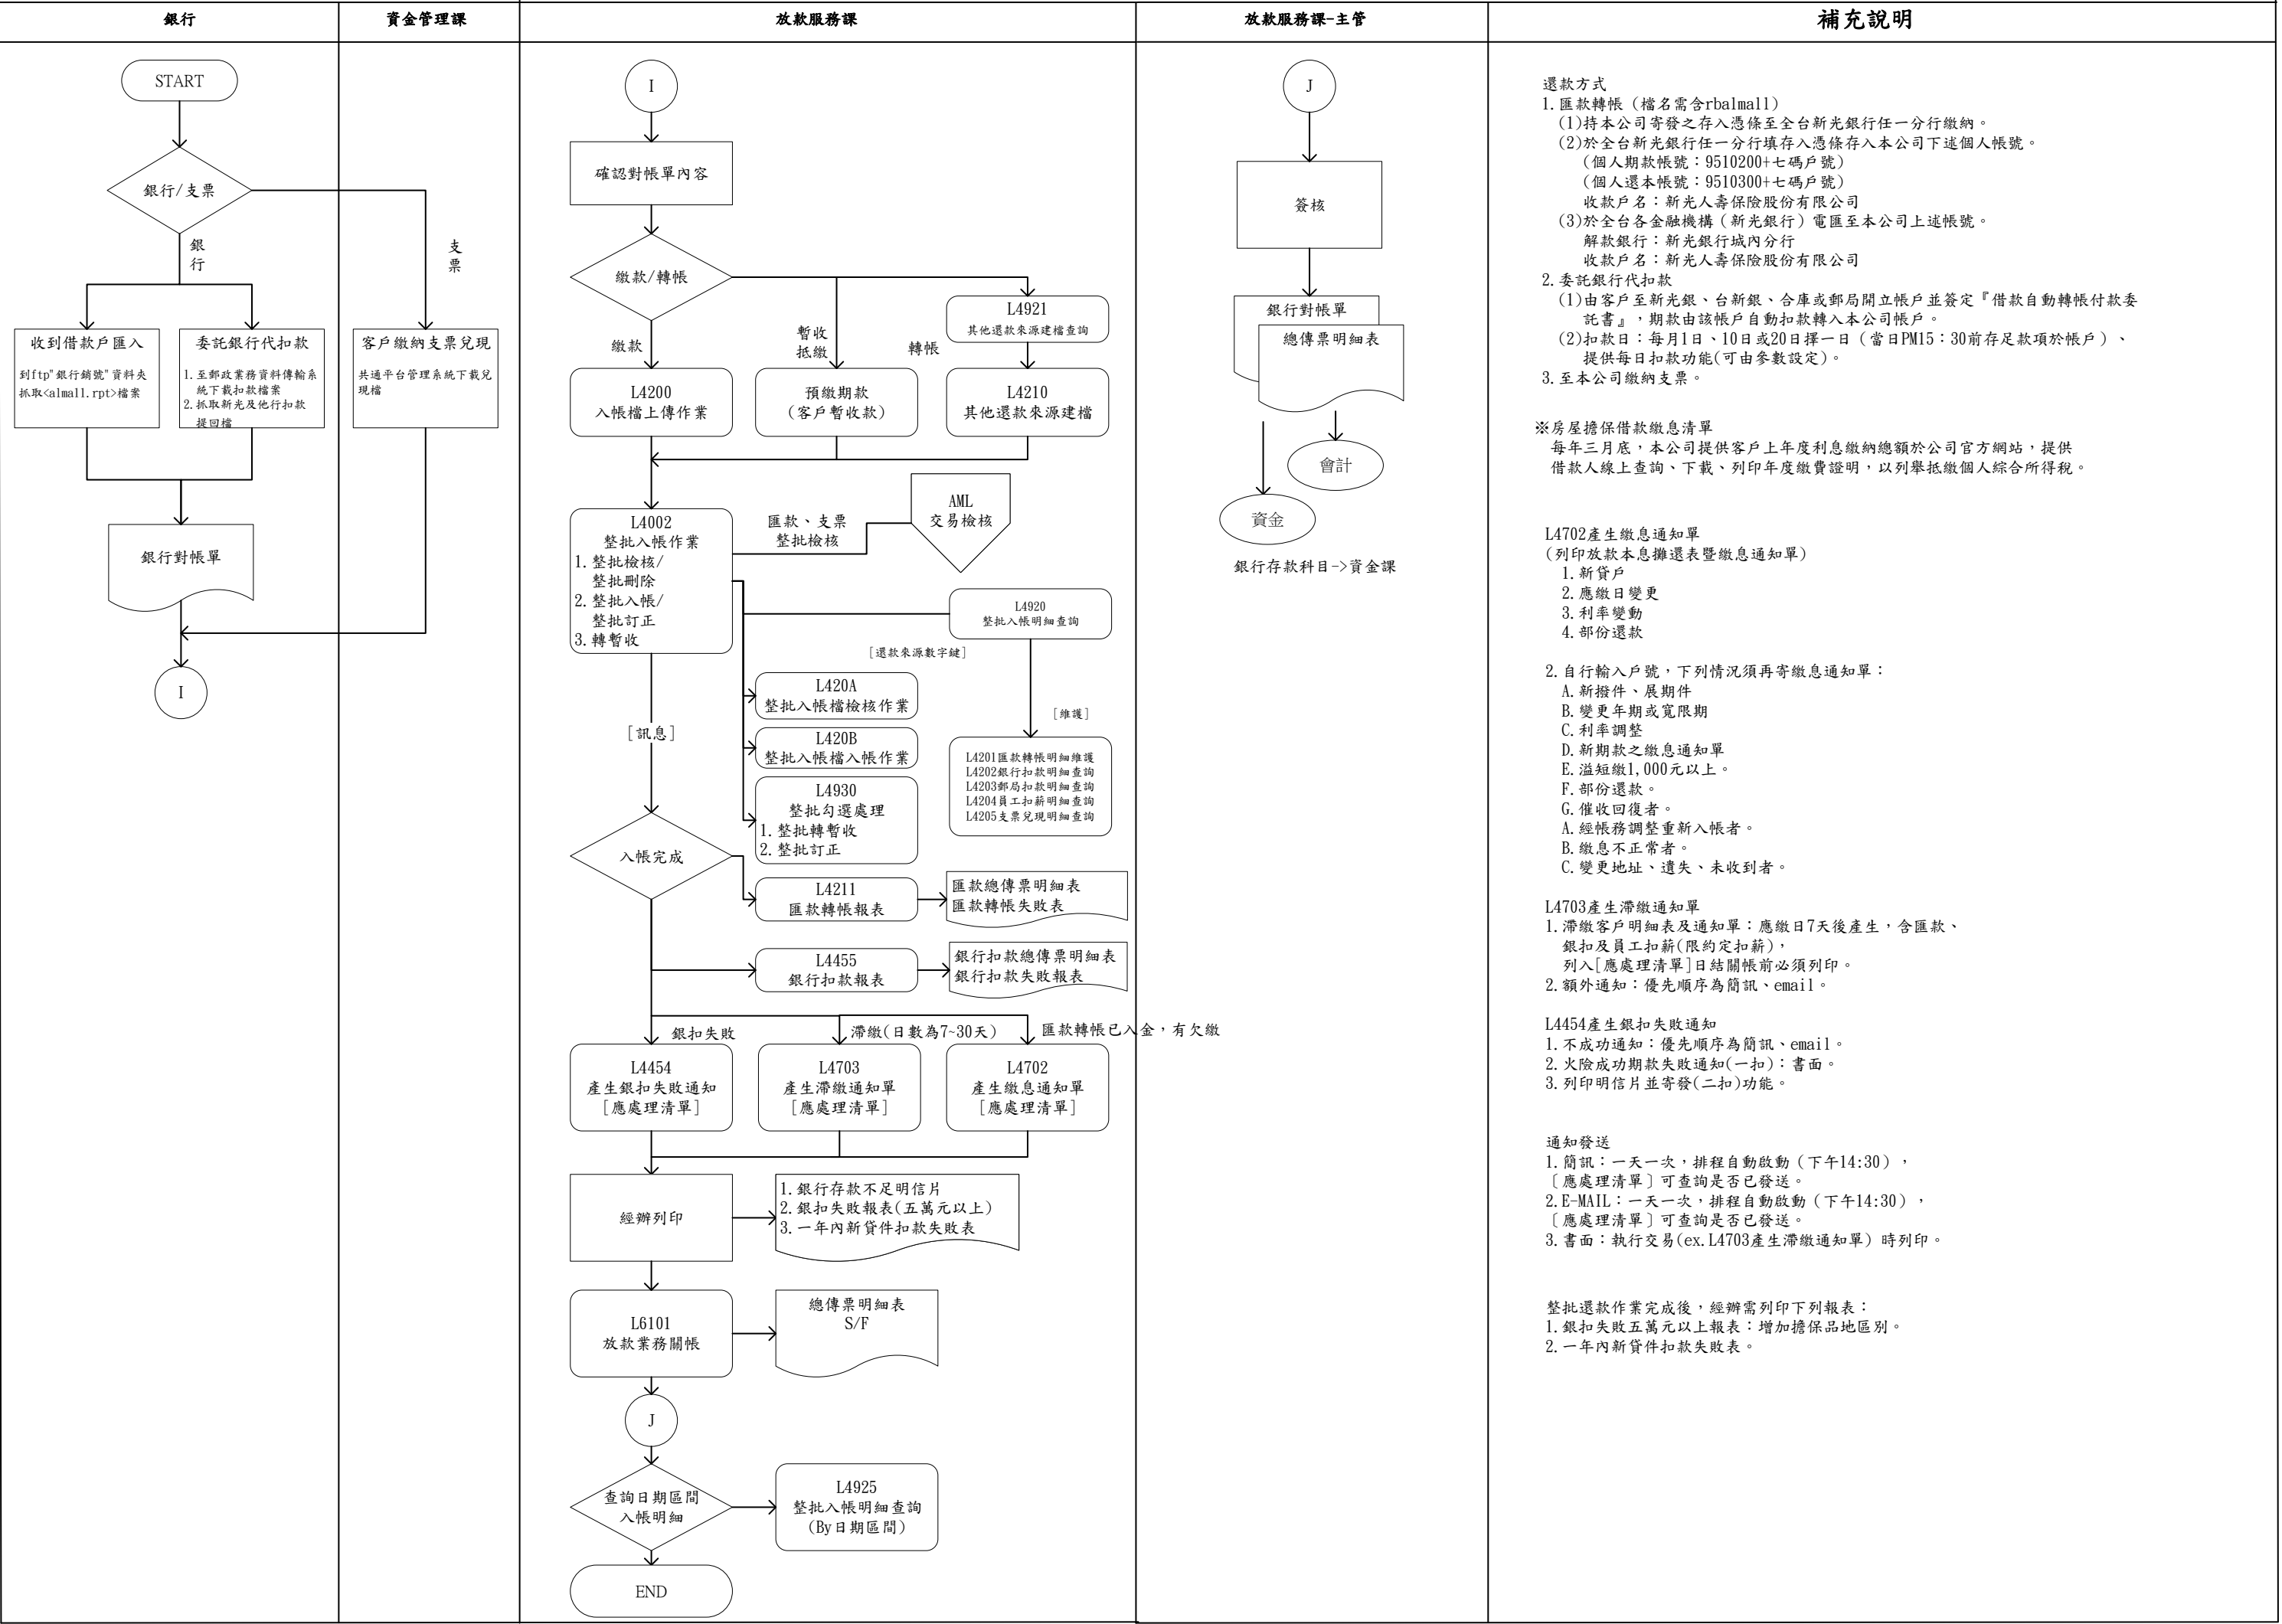 銀行
資金管理課
放款服務課
放款服務課-主管
補充說明
START
銀行/支票
銀
行
支
票
收到借款戶匯入
到ftp"銀行銷號"資料夾
抓取<almall.rpt>檔案
委託銀行代扣款
1.至郵政業務資料傳輸系
統下載扣款檔案
2.抓取新光及他行扣款
提回檔
客戶繳納支票兌現
共通平台管理系統下載兌
現檔
銀行對帳單
I
I
確認對帳單內容
繳款/轉帳
繳款
暫收
抵繳
轉帳
L4921
其他還款來源建檔查詢
L4200
入帳檔上傳作業
預繳期款
(客戶暫收款)
L4210
其他還款來源建檔
L4002
整批入帳作業
1.整批檢核/
整批刪除
2.整批入帳/
整批訂正
3.轉暫收
匯款、支票
整批檢核
AML
交易檢核
L4920
整批入帳明細查詢
[還款來源數字鍵]
L420A
整批入帳檔檢核作業
[維護]
[訊息]
L420B
整批入帳檔入帳作業
L4201匯款轉帳明細維護
L4202銀行扣款明細查詢
L4203郵局扣款明細查詢
L4204員工扣薪明細查詢
L4205支票兌現明細查詢
L4930
整批勾選處理
1.整批轉暫收
2.整批訂正
入帳完成
L4211
匯款轉帳報表
匯款總傳票明細表
匯款轉帳失敗表
L4455
銀行扣款報表
銀行扣款總傳票明細表
銀行扣款失敗報表
銀扣失敗
滯繳(日數為7~30天)
匯款轉帳已入金，有欠繳
L4454
產生銀扣失敗通知
[應處理清單]
L4703
產生滯繳通知單
[應處理清單]
L4702
產生繳息通知單
[應處理清單]
經辦列印
1.銀行存款不足明信片
2.銀扣失敗報表(五萬元以上)
3.一年內新貸件扣款失敗表
L6101
放款業務關帳
總傳票明細表
S/F
J
查詢日期區間
入帳明細
L4925
整批入帳明細查詢
(By日期區間)
END
J
簽核
銀行對帳單
總傳票明細表
會計
資金
銀行存款科目->資金課
還款方式
1.匯款轉帳（檔名需含rbalmall）
(1)持本公司寄發之存入憑條至全台新光銀行任一分行繳納。
(2)於全台新光銀行任一分行填存入憑條存入本公司下述個人帳號。
(個人期款帳號：9510200+七碼戶號)
(個人還本帳號：9510300+七碼戶號)
收款戶名：新光人壽保險股份有限公司
(3)於全台各金融機構（新光銀行）電匯至本公司上述帳號。
解款銀行：新光銀行城內分行
收款戶名：新光人壽保險股份有限公司
2.委託銀行代扣款
(1)由客戶至新光銀、台新銀、合庫或郵局開立帳戶並簽定『借款自動轉帳付款委
託書』，期款由該帳戶自動扣款轉入本公司帳戶。
(2)扣款日：每月1日、10日或20日擇一日（當日PM15：30前存足款項於帳戶）、
提供每日扣款功能(可由參數設定)。
3.至本公司繳納支票。
※房屋擔保借款繳息清單
每年三月底，本公司提供客戶上年度利息繳納總額於公司官方網站，提供
借款人線上查詢、下載、列印年度繳費證明，以列舉抵繳個人綜合所得稅。
L4702產生繳息通知單
(列印放款本息攤還表暨繳息通知單)
1.新貸戶
2.應繳日變更
3.利率變動
4.部份還款
2.自行輸入戶號，下列情況須再寄繳息通知單：
A.新撥件、展期件
B.變更年期或寬限期
C.利率調整
D.新期款之繳息通知單
E.溢短繳1,000元以上。
F.部份還款。
G.催收回復者。
A.經帳務調整重新入帳者。
B.繳息不正常者。
C.變更地址、遺失、未收到者。
L4703產生滯繳通知單
1.滯繳客戶明細表及通知單：應繳日7天後產生，含匯款、
銀扣及員工扣薪(限約定扣薪)，
列入[應處理清單]日結關帳前必須列印。
2.額外通知：優先順序為簡訊、email。
L4454產生銀扣失敗通知
1.不成功通知：優先順序為簡訊、email。
2.火險成功期款失敗通知(一扣)：書面。
3.列印明信片並寄發(二扣)功能。
通知發送
1.簡訊：一天一次，排程自動啟動（下午14:30），
［應處理清單］可查詢是否已發送。
2.E-MAIL：一天一次，排程自動啟動（下午14:30），
［應處理清單］可查詢是否已發送。
3.書面：執行交易(ex.L4703產生滯繳通知單) 時列印。
整批還款作業完成後，經辦需列印下列報表：
1.銀扣失敗五萬元以上報表：增加擔保品地區別。
2.一年內新貸件扣款失敗表。